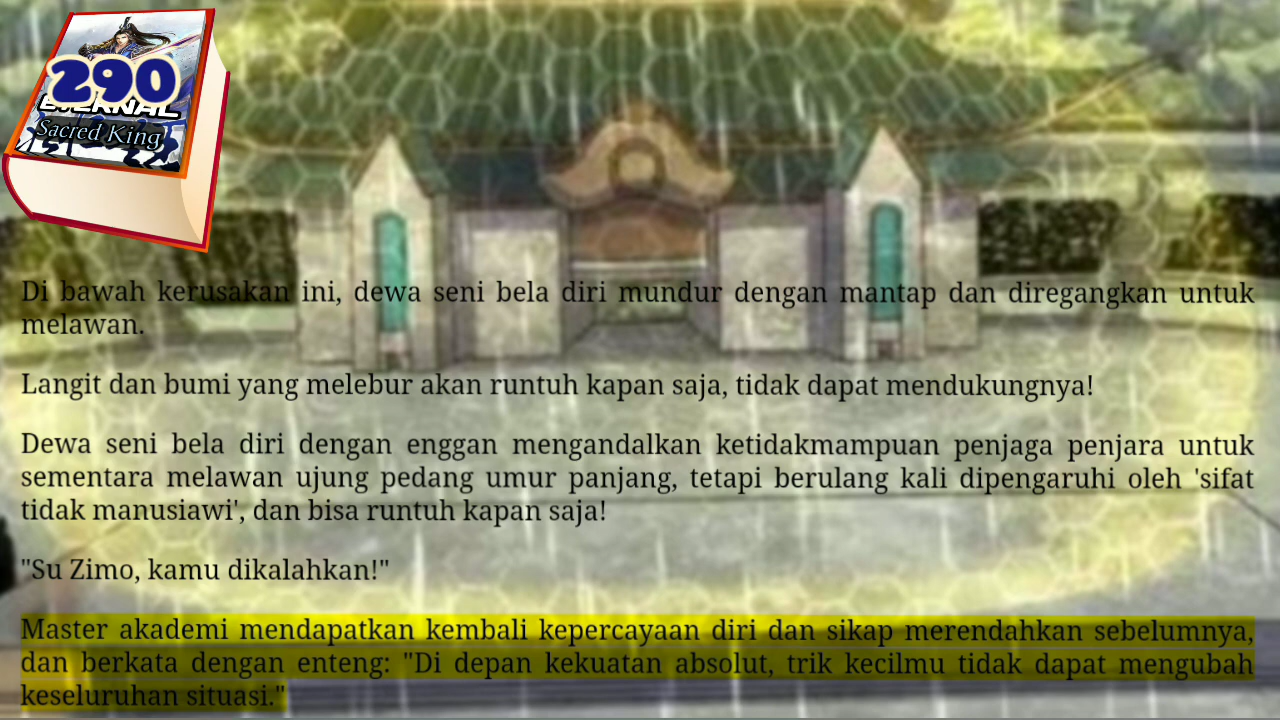 290
ETERNAL
Sacred King
Di bawah kerusakan ini, dewa seni bela diri mundur dengan mantap dan diregangkan untuk
melawan.
Langit dan bumi yang melebur akan runtuh kapan saja, tidak dapat mendukungnya!
Dewa seni bela diri dengan enggan mengandalkan ketidakmampuan penjaga penjara untuk
sementara melawan ujung pedang umur panjang, tetapi berulang kali dipengaruhi oleh 'sifat
tidak manusiawi', dan bisa runtuh kapan saja!
"Su Zimo, kamu dikalahkan!"
Master akademi mendapatkan kembali kepercayaan diri dan sikap merendahkan sebelumnya,
dan berkata dengan enteng: "Di depan kekuatan absolut, trik kecilmu tidak dapat mengubah
keseluruhan situasi."